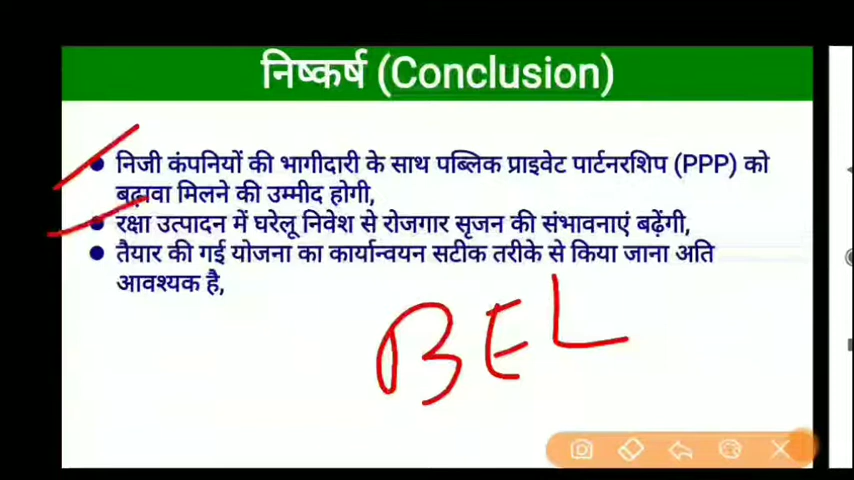 निष्कर्ष (Conclusion)
निजी कंपनियों की भागीदारी के साथ पब्लिक प्राइवेट पार्टनरशिप (PPP) को
बढ़ावा मिलने की उम्मीद होगी,
रक्षा उत्पादन में घरेलू निवेश से रोजगार सृजन की संभावनाएं बढ़ेंगी,
तैयार की गई योजना का कार्यान्वयन सटीक तरीके से किया जाना अति
आवश्यक है,
BEL